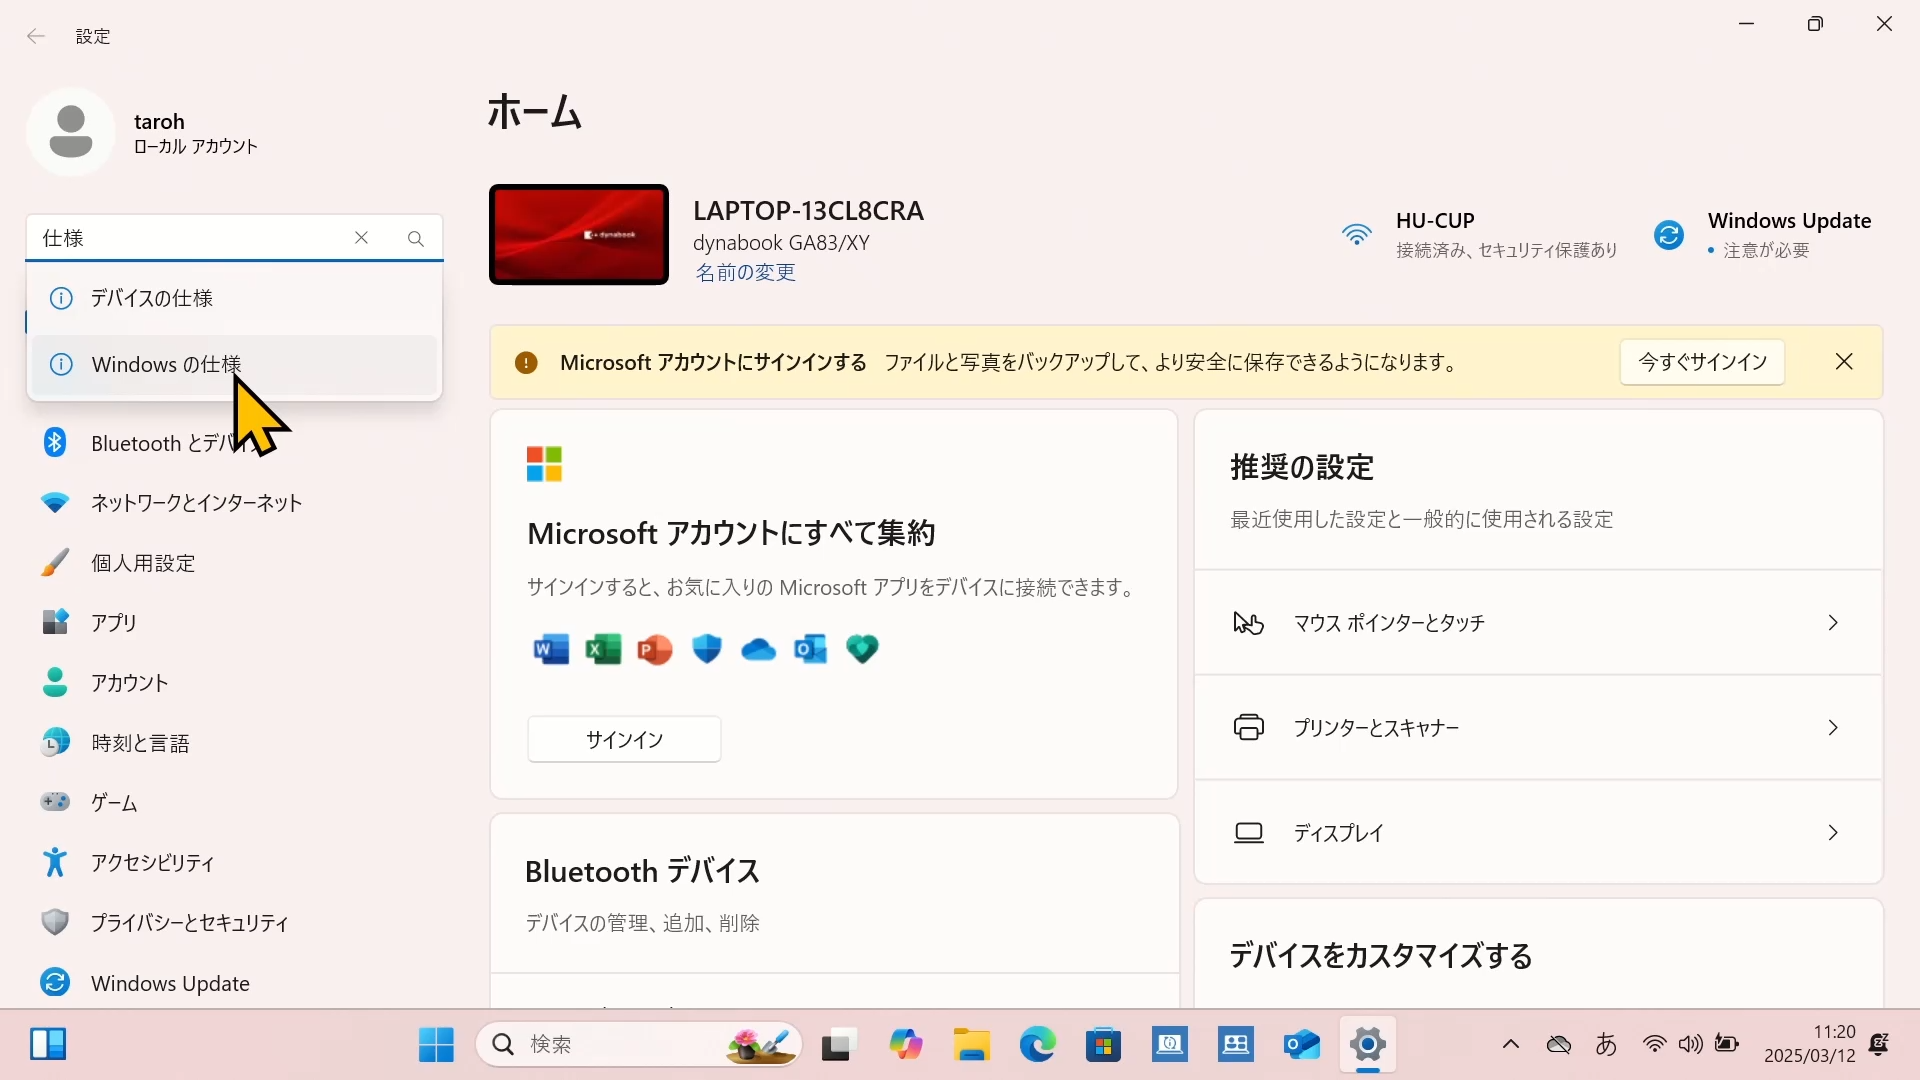 設定
taroh
ローカル アカウント
仕様
デバイスの仕様
Windows の仕様
Bluetooth とデバイ
ネットワークとインターネット
個人用設定
アプリ
アカウント
時刻と言語
ゲーム
アクセシビリティ
プライバシーとセキュリティ
Windows Update
ホーム
dynabook
LAPTOP-13CL8CRA
dynabook GA83/XY
名前の変更
HU-CUP
接続済み、セキュリティ保護あり
Windows Update
• 注意が必要
Microsoft アカウントにサインインする ファイルと写真をバックアップして、より安全に保存できるようになります。
今すぐサインイン
Microsoft アカウントにすべて集約
サインインすると、お気に入りの Microsoft アプリをデバイスに接続できます。
サインイン
Bluetooth デバイス
デバイスの管理、追加、削除
推奨の設定
最近使用した設定と一般的に使用される設定
マウス ポインターとタッチ
プリンターとスキャナー
ディスプレイ
デバイスをカスタマイズする
検索
あ
11:20
2025/03/12